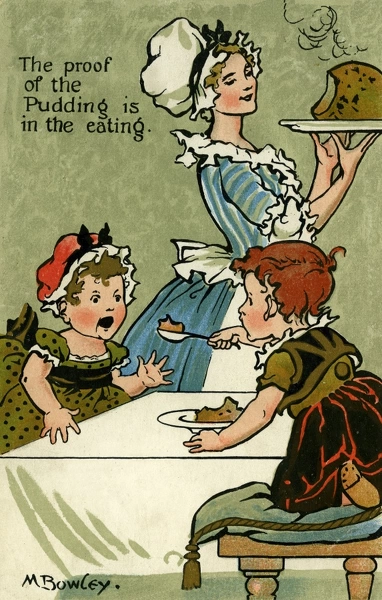 The proof
of the
Pudding is
in the eating.
M BOWLEY.